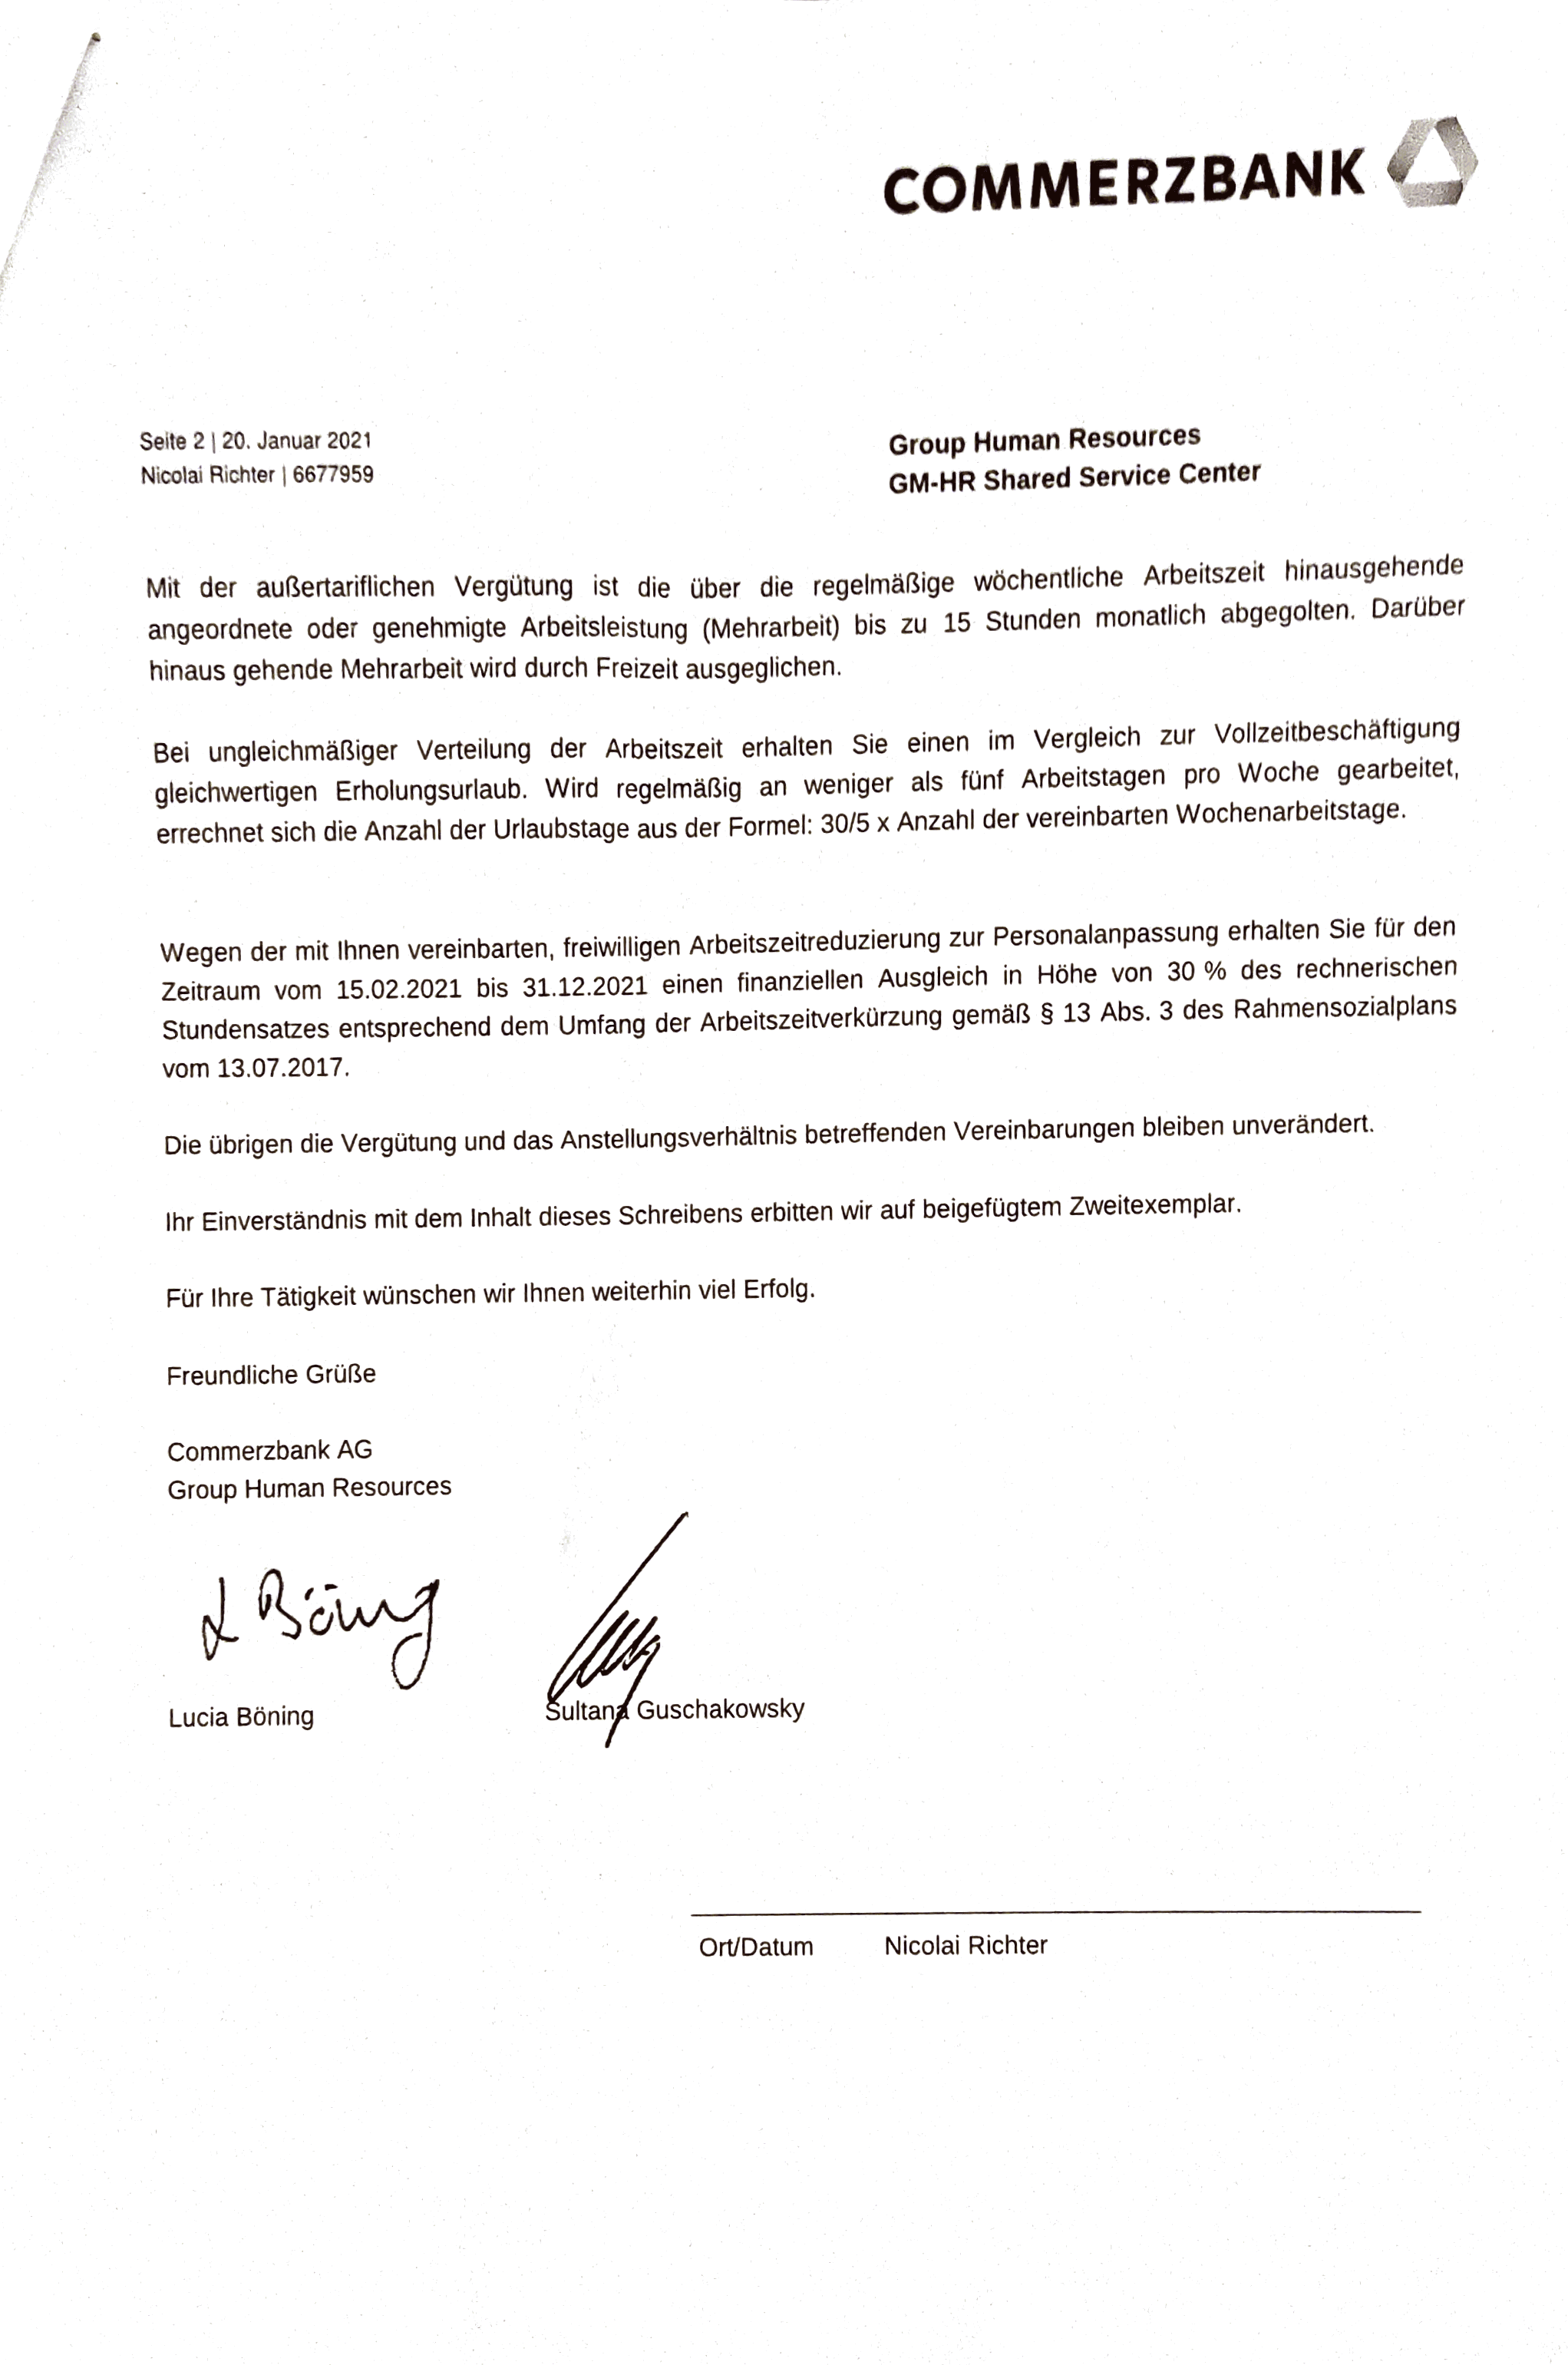 COMMERZBANK
Seite 2 | 20. Januar 2021
Nicolai Richter | 6677959
Group Human Resources
GM-HR Shared Service Center
Mit der außertariflichen Vergütung ist die über die regelmäßige wöchentliche Arbeitszeit hinausgehende
angeordnete oder genehmigte Arbeitsleistung (Mehrarbeit) bis zu 15 Stunden monatlich abgegolten. Darüber
hinaus gehende Mehrarbeit wird durch Freizeit ausgeglichen.
Bei ungleichmäßiger Verteilung der Arbeitszeit erhalten Sie einen im Vergleich zur Vollzeitbeschäftigung
gleichwertigen Erholungsurlaub. Wird regelmäßig an weniger als fünf Arbeitstagen pro Woche gearbeitet,
errechnet sich die Anzahl der Urlaubstage aus der Formel: 30/5 x Anzahl der vereinbarten Wochenarbeitstage.
Wegen der mit Ihnen vereinbarten, freiwilligen Arbeitszeitreduzierung zur Personalanpassung erhalten Sie für den
Zeitraum vom 15.02.2021 bis 31.12.2021 einen finanziellen Ausgleich in Höhe von 30 % des rechnerischen
Stundensatzes entsprechend dem Umfang der Arbeitszeitverkürzung gemäß § 13 Abs. 3 des Rahmensozialplans
vom 13.07.2017.
Die übrigen die Vergütung und das Anstellungsverhältnis betreffenden Vereinbarungen bleiben unverändert.
Ihr Einverständnis mit dem Inhalt dieses Schreibens erbitten wir auf beigefügtem Zweitexemplar.
Für Ihre Tätigkeit wünschen wir Ihnen weiterhin viel Erfolg.
Freundliche Grüße
Commerzbank AG
Group Human Resources
L Böning
Lucia Böning
Sultana Guschakowsky
Ort/Datum Nicolai Richter